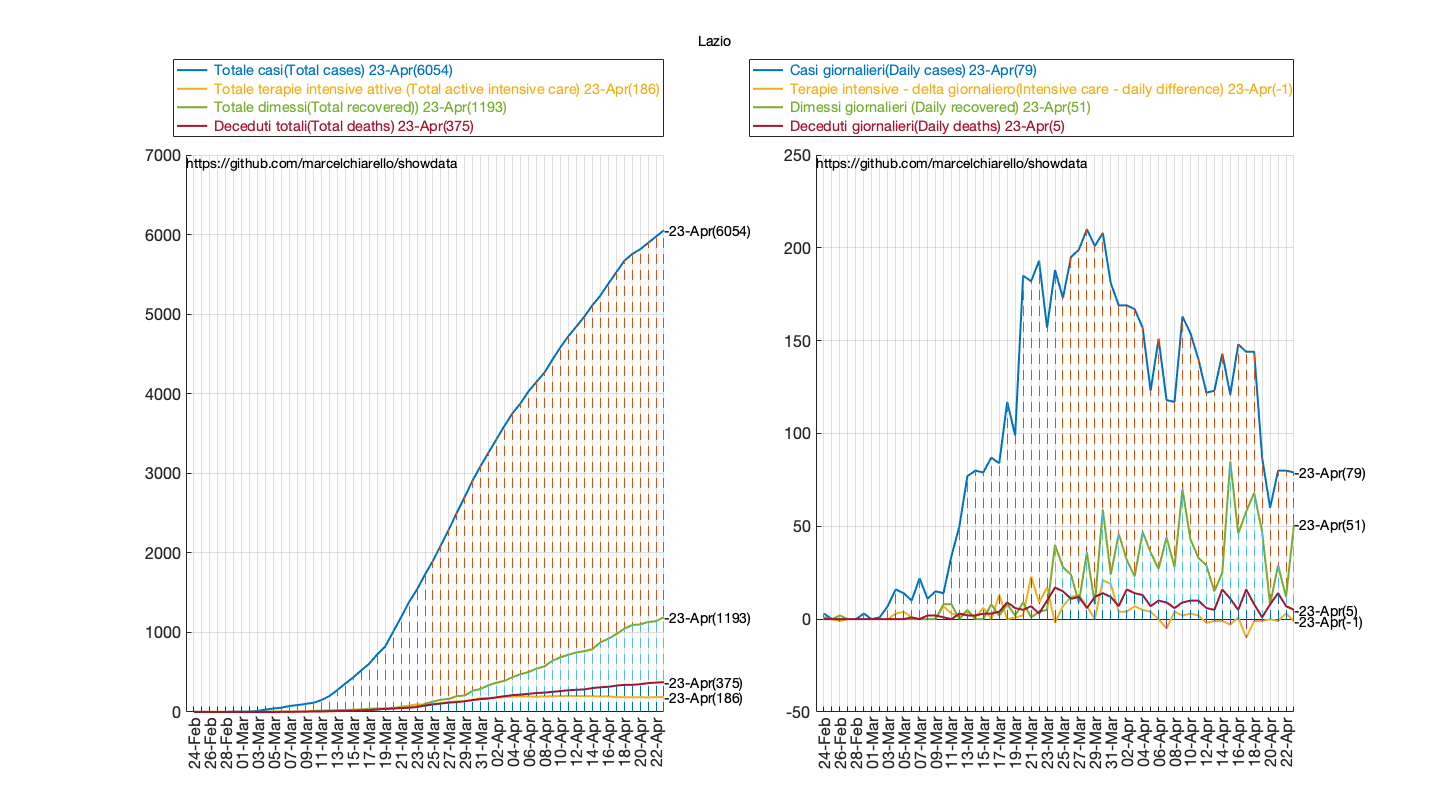 Lazio
Totale casi(Total cases) 23-Apr(6054)
Totale terapie intensive attive (Total active intensive care) 23-Apr(186)
Totale dimessi(Total recovered)) 23-Apr(1193)
Deceduti totali(Total deaths) 23-Apr(375)
Casi giornalieri(Daily cases) 23-Apr(79)
Terapie intensive - delta giornaliero(Intensive care - daily difference) 23-Apr(-1)
Dimessi giornalieri (Daily recovered) 23-Apr(51)
Deceduti giornalieri(Daily deaths) 23-Apr(5)
https://github.com/marcelchiarello/showdata
7000
6000
5000
4000
3000
2000
1000
0
-23-Apr(6054)
-23-Apr(1193)
-23-Apr(375)
-23-Apr(186)
24-Feb
26-Feb
28-Feb
01-Mar
03-Mar
05-Mar
07-Mar
09-Mar
11-Mar
13-Mar
15-Mar
17-Mar
19-Mar
21-Mar
23-Mar
25-Mar
27-Mar
29-Mar
31-Mar
02-Apr
04-Apr
06-Apr
08-Apr
10-Apr
12-Apr
14-Apr
16-Apr
18-Apr
20-Apr
22-Apr
https://github.com/marcelchiarello/showdata
250
200
150
100
50
0
-50
-23-Apr(79)
-23-Apr(51)
-23-Apr(5)
-23-Apr(-1)
24-Feb
26-Feb
28-Feb
01-Mar
03-Mar
05-Mar
07-Mar
09-Mar
11-Mar
13-Mar
15-Mar
17-Mar
19-Mar
21-Mar
23-Mar
25-Mar
27-Mar
29-Mar
31-Mar
02-Apr
04-Apr
06-Apr
08-Apr
10-Apr
12-Apr
14-Apr
16-Apr
18-Apr
20-Apr
22-Apr